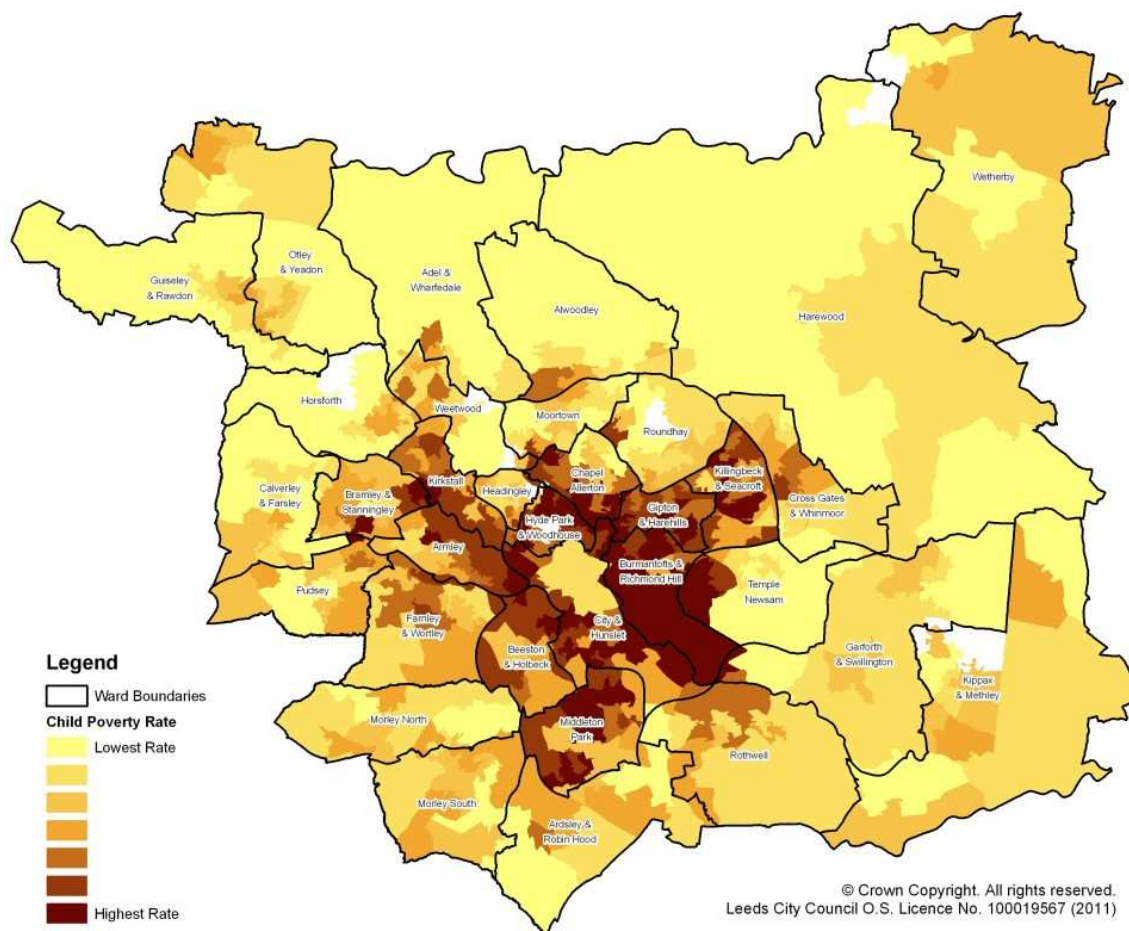 Wetherby
Otley
& Yeadon
Guiseley
& Rawdon
Adel &
Wharfedale
Alwoodley
Harewood
Horsforth
Weetwood
Moortown
Roundhay
Calverley
& Farsley
Bramley &
Stanningley
Kirkstall
Headingley
Chapel
Allerton
Killingbeck
& Seacroft
Cross Gates
& Whinmoor
Hyde Park
& Woodhouse
Gipton
& Harehills
Armley
Burmantofts &
Richmond Hill
Temple
Newsam
Pudsey
Farnley
& Wortley
City &
Hunslet
Beeston
& Holbeck
Garforth
& Swillington
Kippax
& Methley
Morley North
Middleton
Park
Rothwell
Morley South
Ardsley &
Robin Hood
Legend
Ward Boundaries
Child Poverty Rate
Lowest Rate
Highest Rate
© Crown Copyright. All rights reserved.
Leeds City Council O.S. Licence No. 100019567 (2011)